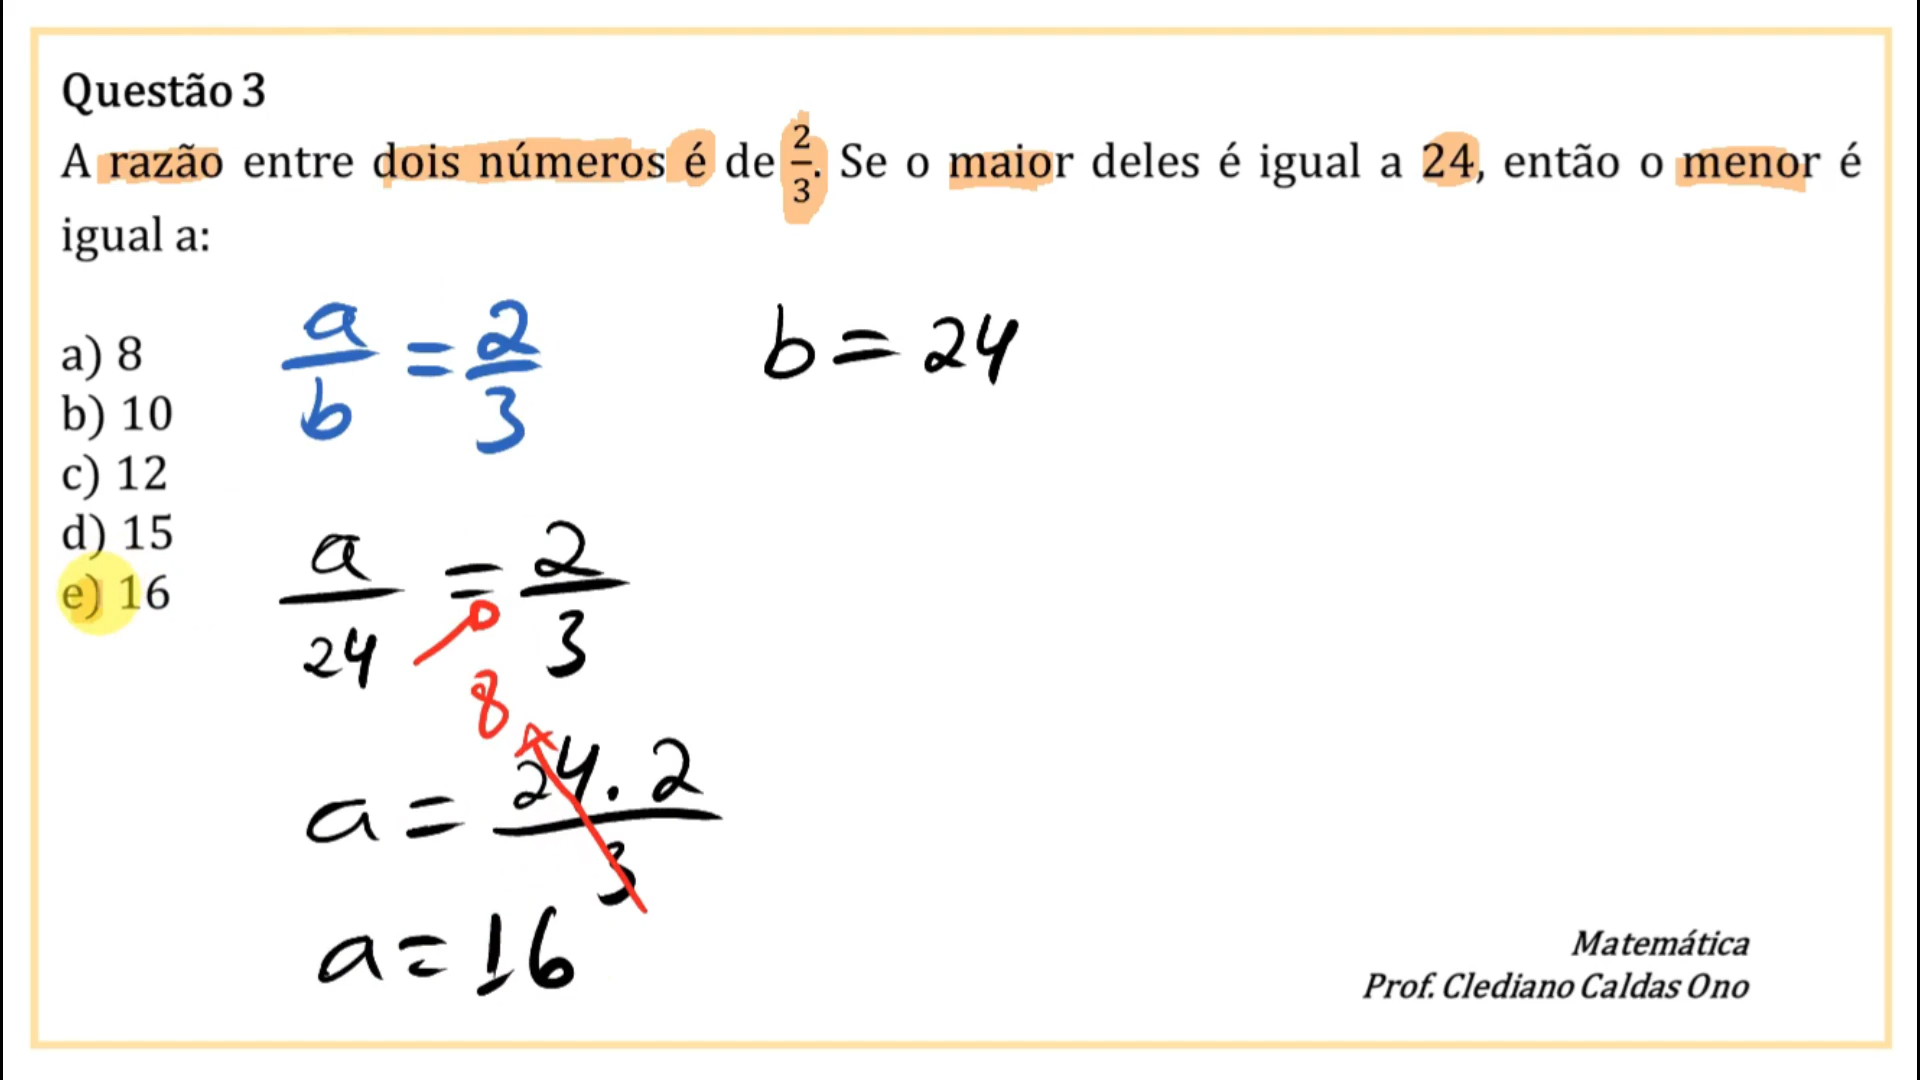 Questão 3
A razão entre dois números é de 2/3. Se o maior deles é igual a 24, então o menor é
igual a:
a) 8
b) 10
c) 12
d) 15
e) 16
a/b = 2/3
b = 24
a/24 = 2/3
8
a = 24.2/3
a = 16
Matemática
Prof. Clediano Caldas Ono